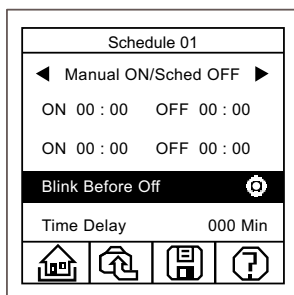 Schedule 01
◀ Manual ON/Sched OFF ▶
ON 00 : 00 OFF 00 : 00
ON 00 : 00 OFF 00 : 00
Blink Before Off
Time Delay 000 Min
?